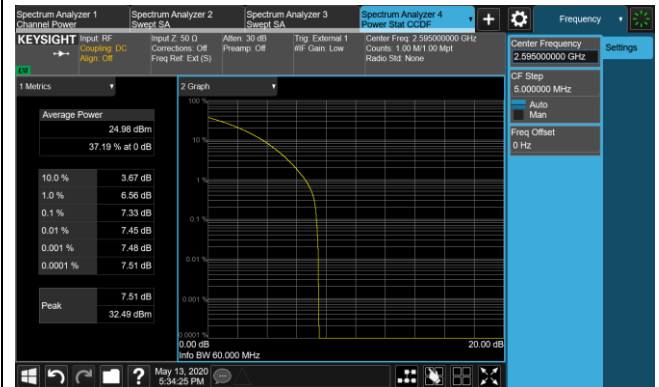 Spectrum Analyzer 1
Channel Power
Spectrum Analyzer 2
Swept SA
Spectrum Analyzer 3
Swept SA
Spectrum Analyzer 4
Power Stat CCDF
+
Frequency
KEYSIGHT
Input: RF
Coupling: DC
Align: Off
Input Z: 50 Ω
Corrections: Off
Freq Ref: Ext (S)
Atten: 30 dB
Preamp: Off
Trig: External 1
#IF Gain: Low
Center Freq: 2.595000000 GHz
Counts: 1.00 M/1.00 Mpt
Radio Std: None
LXI
Center Frequency
2.595000000 GHz
Settings
CF Step
5.000000 MHz
Auto
Man
Freq Offset
0 Hz
1 Metrics
2 Graph
Average Power
24.98 dBm
37.19 % at 0 dB
10.0 % 3.67 dB
1.0 % 6.56 dB
0.1 % 7.33 dB
0.01 % 7.45 dB
0.001 % 7.48 dB
0.0001 % 7.51 dB
Peak
7.51 dB
32.49 dBm
100 %
10 %
1 %
0.1 %
0.01 %
0.001 %
0.0001 %
0.00 dB
20.00 dB
Info BW 60.000 MHz
?
May 13, 2020
5:34:25 PM